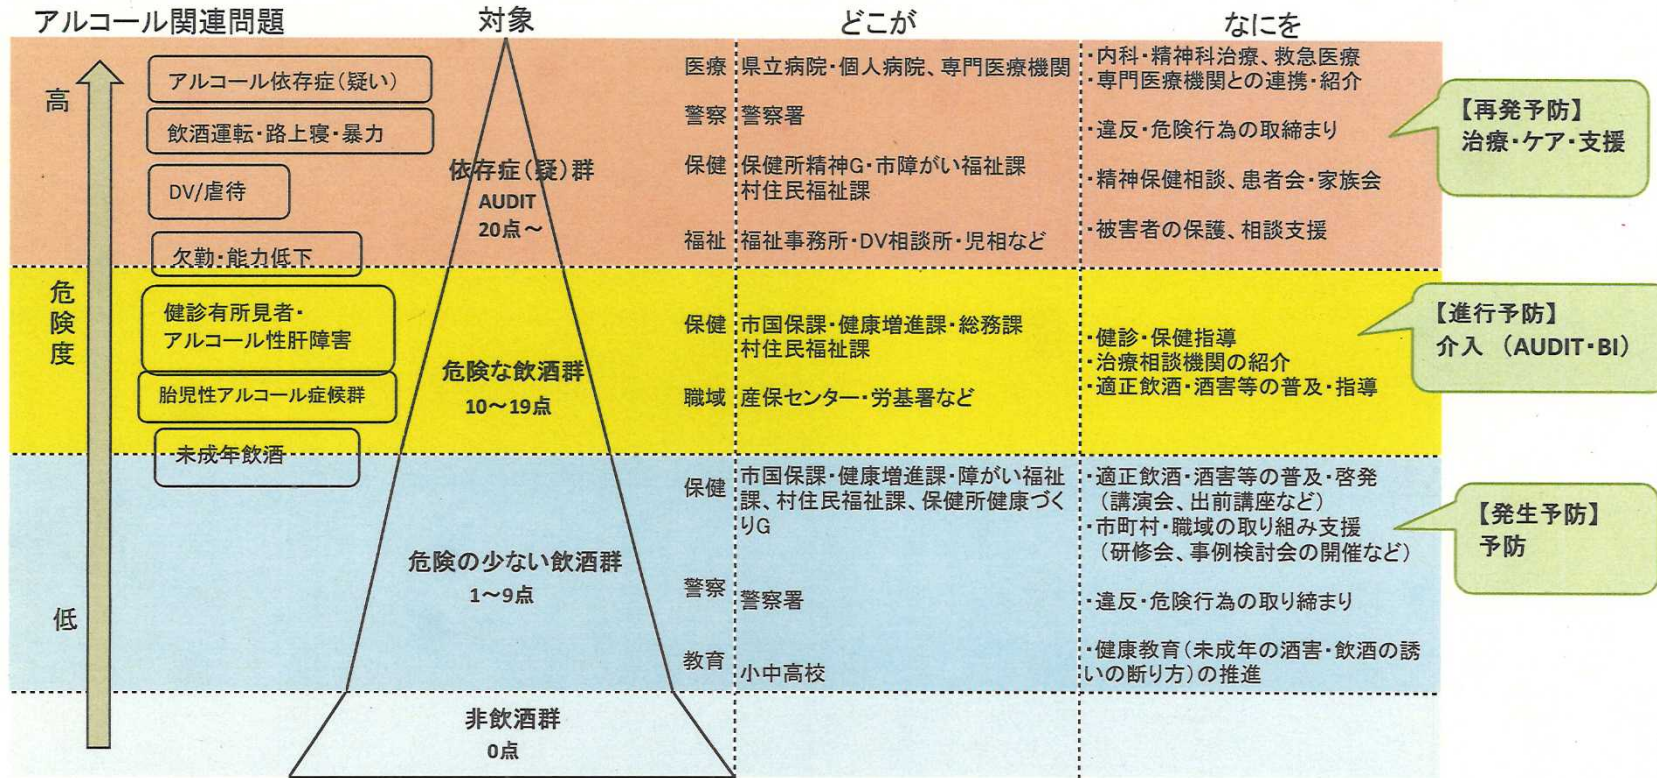 アルコール関連問題
対象
どこが
なにを
高
危険度
低
アルコール依存症(疑い)
飲酒運転・路上寝・暴力
DV/虐待
欠勤・能力低下
健診有所見者・
アルコール性肝障害
胎児性アルコール症候群
未成年飲酒
依存症(疑)群
AUDIT
20点～
危険な飲酒群
10～19点
危険の少ない飲酒群
1～9点
非飲酒群
0点
医療
県立病院・個人病院、専門医療機関
・内科・精神科治療、救急医療
・専門医療機関との連携・紹介
警察
警察署
・違反・危険行為の取締まり
保健
保健所精神G・市障がい福祉課
村住民福祉課
・精神保健相談、患者会・家族会
福祉
福祉事務所・DV相談所・児相など
・被害者の保護、相談支援
【再発予防】
治療・ケア・支援
保健
市国保課・健康増進課・総務課
村住民福祉課
職域
産保センター・労基署など
・健診・保健指導
・治療相談機関の紹介
・適正飲酒・酒害等の普及・指導
【進行予防】
介入 (AUDIT・BI)
保健
市国保課・健康増進課・障がい福祉
課、村住民福祉課、保健所健康づく
りG
・適正飲酒・酒害等の普及・啓発
(講演会、出前講座など)
・市町村・職域の取り組み支援
(研修会、事例検討会の開催など)
警察
警察署
・違反・危険行為の取り締まり
教育
小中高校
・健康教育(未成年の酒害・飲酒の誘
いの断り方)の推進
【発生予防】
予防